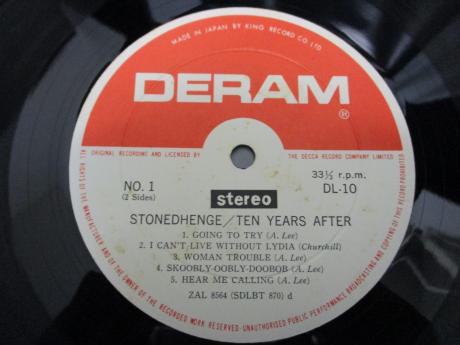 MADE IN JAPAN BY KING RECORD CO LTD
DERAM
®
ORIGINAL RECORDING AND LICENSED BY THE DECCA RECORD COMPANY LIMITED
NO. 1 33⅓ r.p.m.
(2 Sides) stereo DL-10
STONEDHENGE / TEN YEARS AFTER
1. GOING TO TRY (A. Lee)
2. I CAN'T LIVE WITHOUT LYDIA (Churchill)
3. WOMAN TROUBLE (A. Lee)
4. SKOOBLY-OOBLY-DOOBOB (A. Lee)
5. HEAR ME CALLING (A. Lee)
ZAL 8564 (SDLBT 870) d
ALL RIGHTS OF THE MANUFACTURER AND OF THE OWNER OF THE RECORDED WORK RESERVED·UNAUTHORISED PUBLIC PERFORMANCE BROADCASTING AND COPYING OF THIS RECORD PROHIBITED